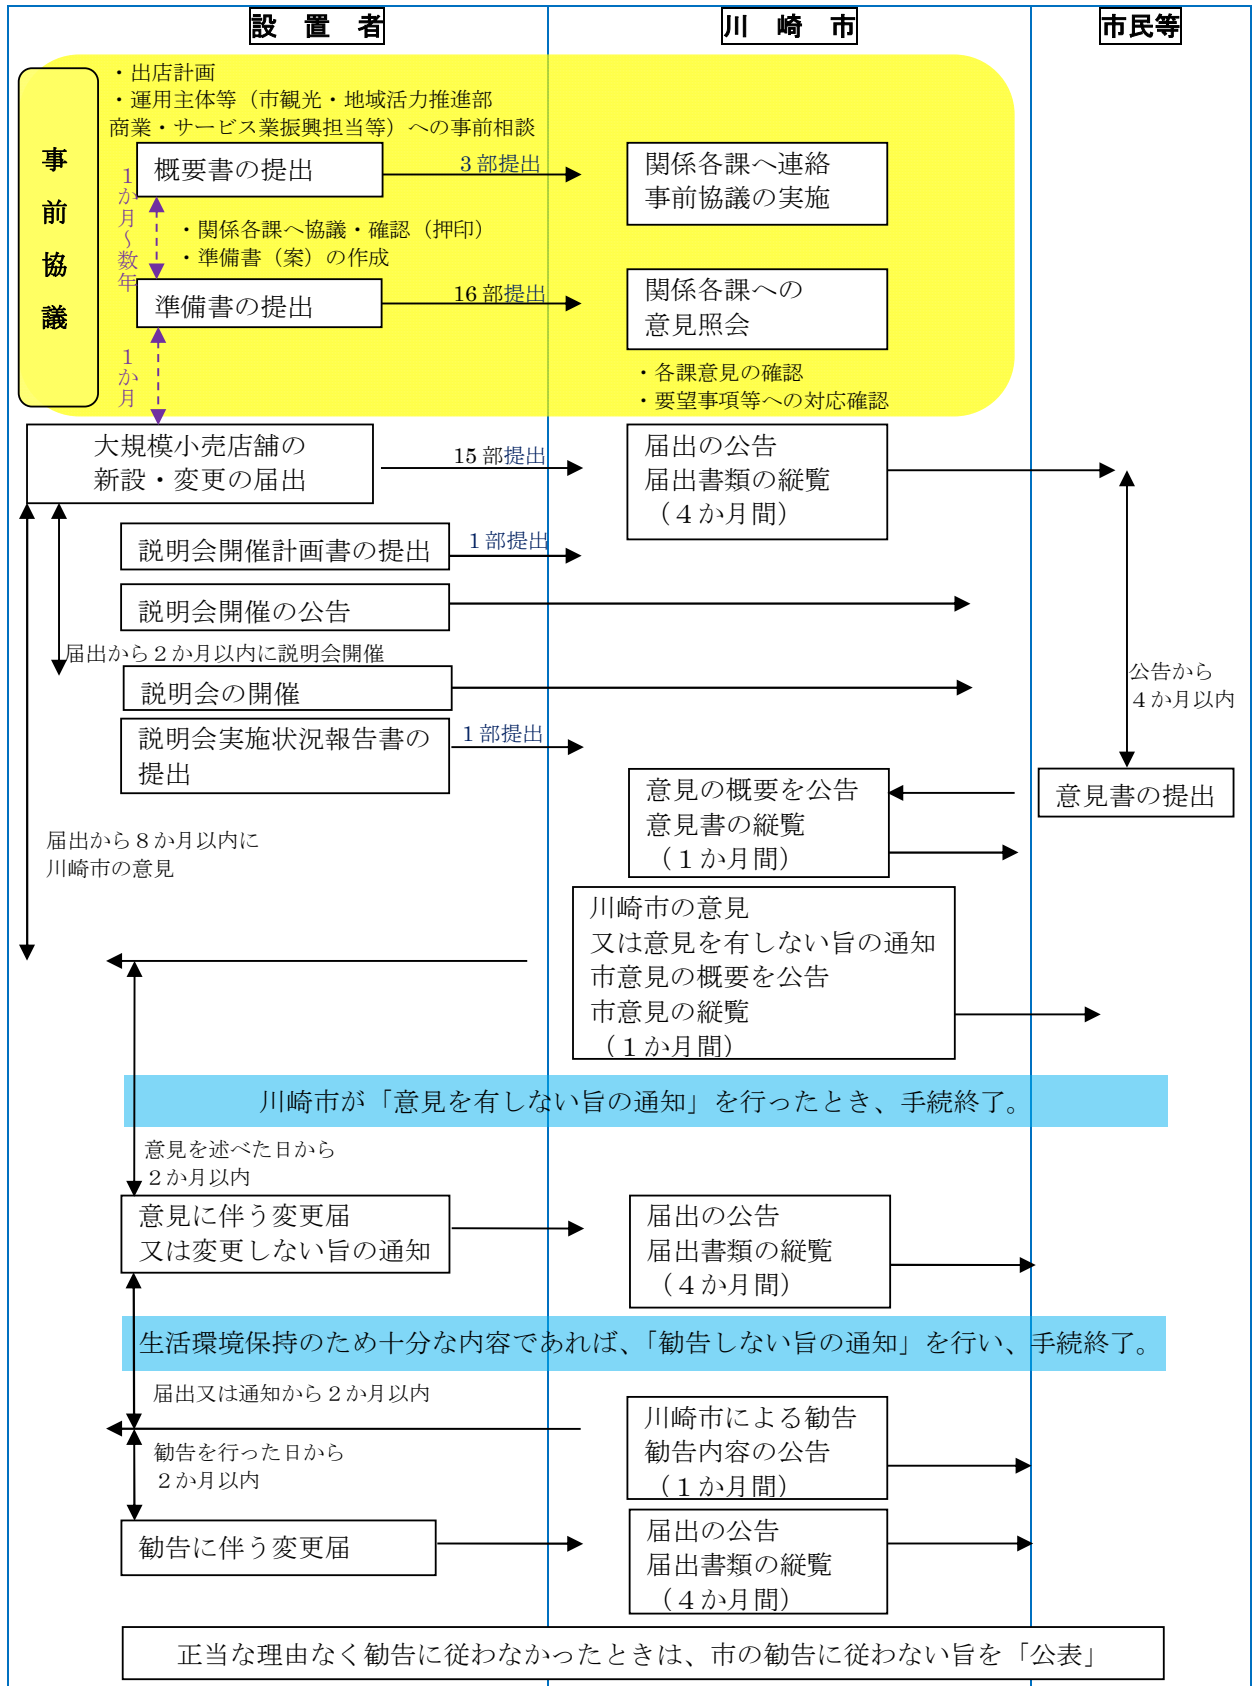 設　置　者
川　崎　市
市民等
事前協議
・出店計画
・運用主体等（市観光・地域活力推進部
商業・サービス業振興担当等）への事前相談
概要書の提出
３部提出
関係各課へ連絡
事前協議の実施
１か月～数年
・関係各課へ協議・確認（押印）
・準備書（案）の作成
準備書の提出
16 部提出
関係各課への
意見照会
１か月
・各課意見の確認
・要望事項等への対応確認
大規模小売店舗の
新設・変更の届出
15 部提出
届出の公告
届出書類の縦覧
（４か月間）
説明会開催計画書の提出
１部提出
説明会開催の公告
届出から２か月以内に説明会開催
説明会の開催
公告から
４か月以内
説明会実施状況報告書の
提出
１部提出
意見の概要を公告
意見書の縦覧
（１か月間）
意見書の提出
届出から８か月以内に
川崎市の意見
川崎市の意見
又は意見を有しない旨の通知
市意見の概要を公告
市意見の縦覧
（１か月間）
川崎市が「意見を有しない旨の通知」を行ったとき、手続終了。
意見を述べた日から
２か月以内
意見に伴う変更届
又は変更しない旨の通知
届出の公告
届出書類の縦覧
（４か月間）
生活環境保持のため十分な内容であれば、「勧告しない旨の通知」を行い、手続終了。
届出又は通知から２か月以内
川崎市による勧告
勧告内容の公告
（１か月間）
勧告を行った日から
２か月以内
勧告に伴う変更届
届出の公告
届出書類の縦覧
（４か月間）
正当な理由なく勧告に従わなかったときは、市の勧告に従わない旨を「公表」